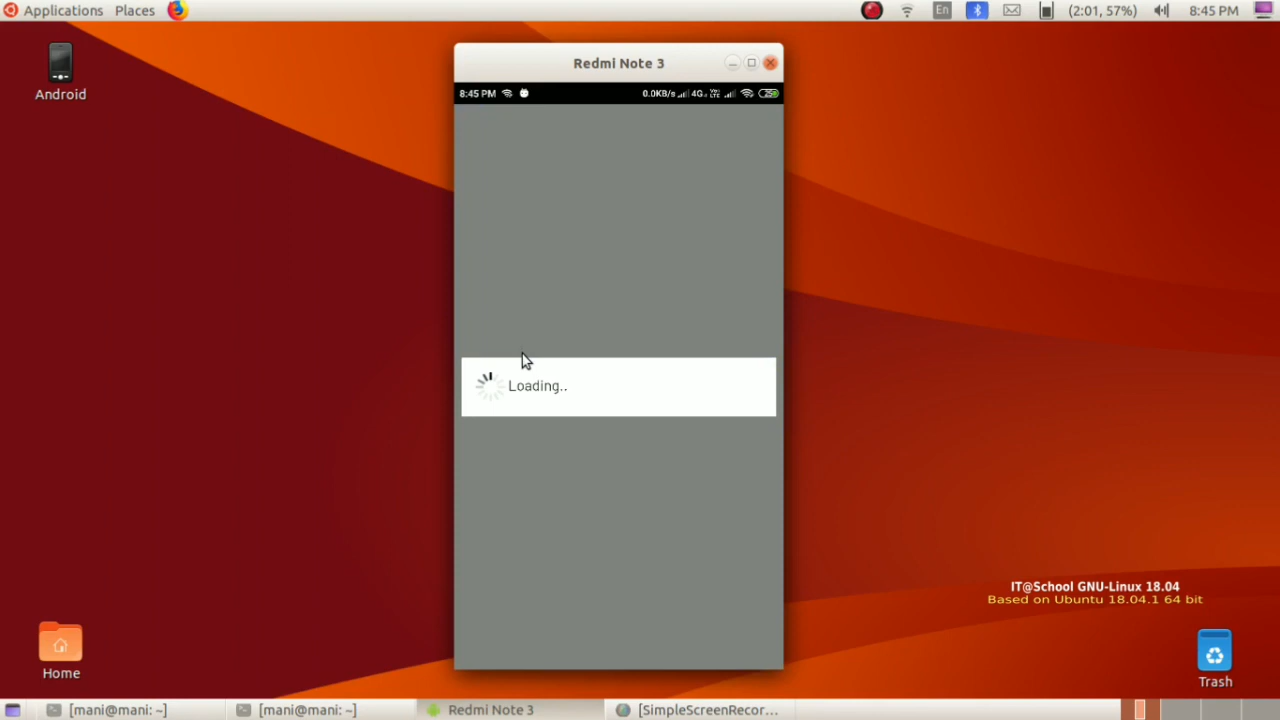 Applications Places
En
(2:01, 57%)
8:45 PM
Android
Redmi Note 3
8:45 PM
0.0KB/s
4G
VoLTE
Loading..
IT@School GNU-Linux 18.04
Based on Ubuntu 18.04.1 64 bit
Home
Trash
[mani@mani: ~]
[mani@mani: ~]
Redmi Note 3
[SimpleScreenRecor...